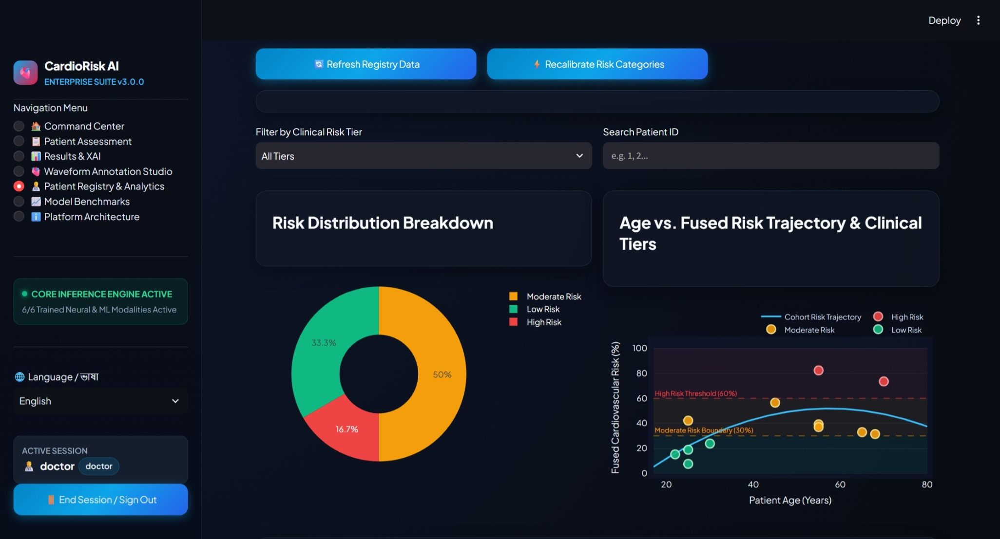 Deploy
CardioRisk AI
ENTERPRISE SUITE v3.0.0
Navigation Menu
Command Center
Patient Assessment
Results & XAI
Waveform Annotation Studio
Patient Registry & Analytics
Model Benchmarks
Platform Architecture
CORE INFERENCE ENGINE ACTIVE
6/6 Trained Neural & ML Modalities Active
Language / ভাষা
English
ACTIVE SESSION
doctor doctor
End Session / Sign Out
Refresh Registry Data
Recalibrate Risk Categories
Filter by Clinical Risk Tier
All Tiers
Search Patient ID
e.g. 1, 2...
Risk Distribution Breakdown
Moderate Risk
Low Risk
High Risk
33.3%
50%
16.7%
Age vs. Fused Risk Trajectory & Clinical
Tiers
Cohort Risk Trajectory
High Risk
Moderate Risk
Low Risk
Fused Cardiovascular Risk (%)
100
80
60
40
20
0
High Risk Threshold (60%)
Moderate Risk Boundary (30%)
20 40 60 80
Patient Age (Years)